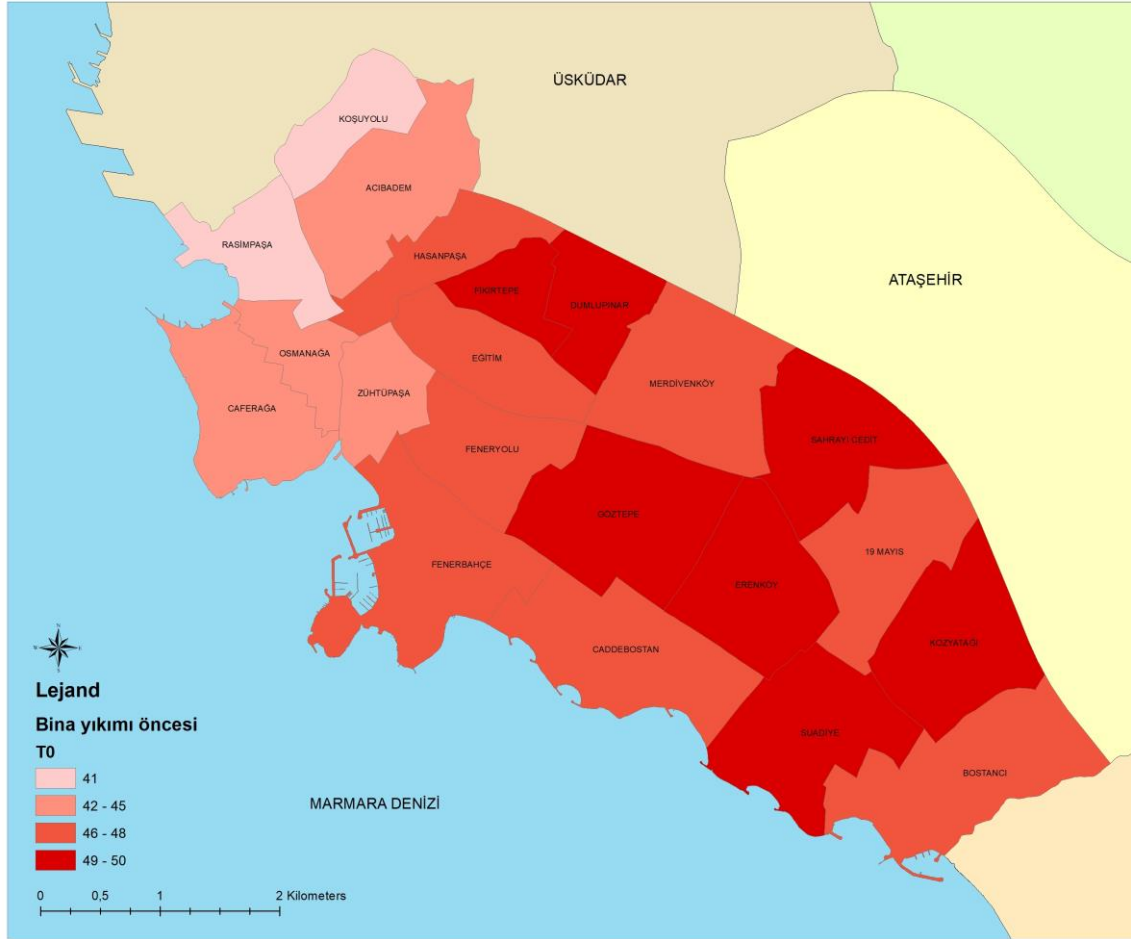 ÜSKÜDAR
KOŞUYOLU
ACIBADEM
RASİMPAŞA
HASANPAŞA
ATAŞEHİR
FİKİRTEPE
DUMLUPINAR
OSMANAĞA
EĞİTİM
MERDİVENKÖY
ZÜHTÜPAŞA
CAFERAĞA
SAHRAYI CEDİT
FENERYOLU
GÖZTEPE
19 MAYIS
FENERBAHÇE
ERENKÖY
CADDEBOSTAN
KOZYATAĞI
SUADİYE
BOSTANCI
MARMARA DENİZİ
N
W E
S
Lejand
Bina yıkımı öncesi
T0
41
42 - 45
46 - 48
49 - 50
0 0,5 1 2 Kilometers